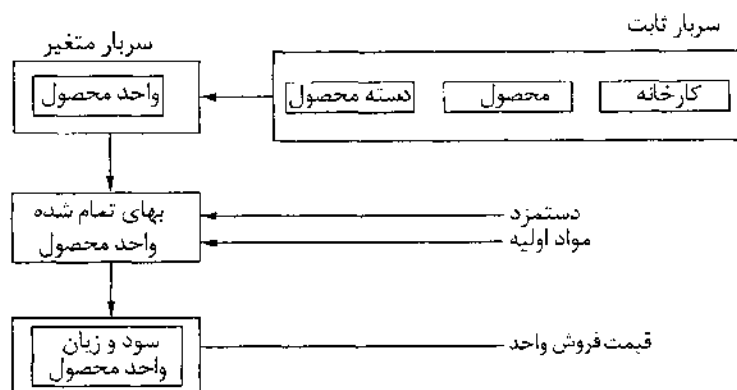 سربار ثابت
سربار متغیر
کارخانه
محصول
دسته محصول
واحد محصول
دستمزد
بهای تمام شده
مواد اولیه
واحد محصول
قیمت فروش واحد
سود و زیان
واحد محصول